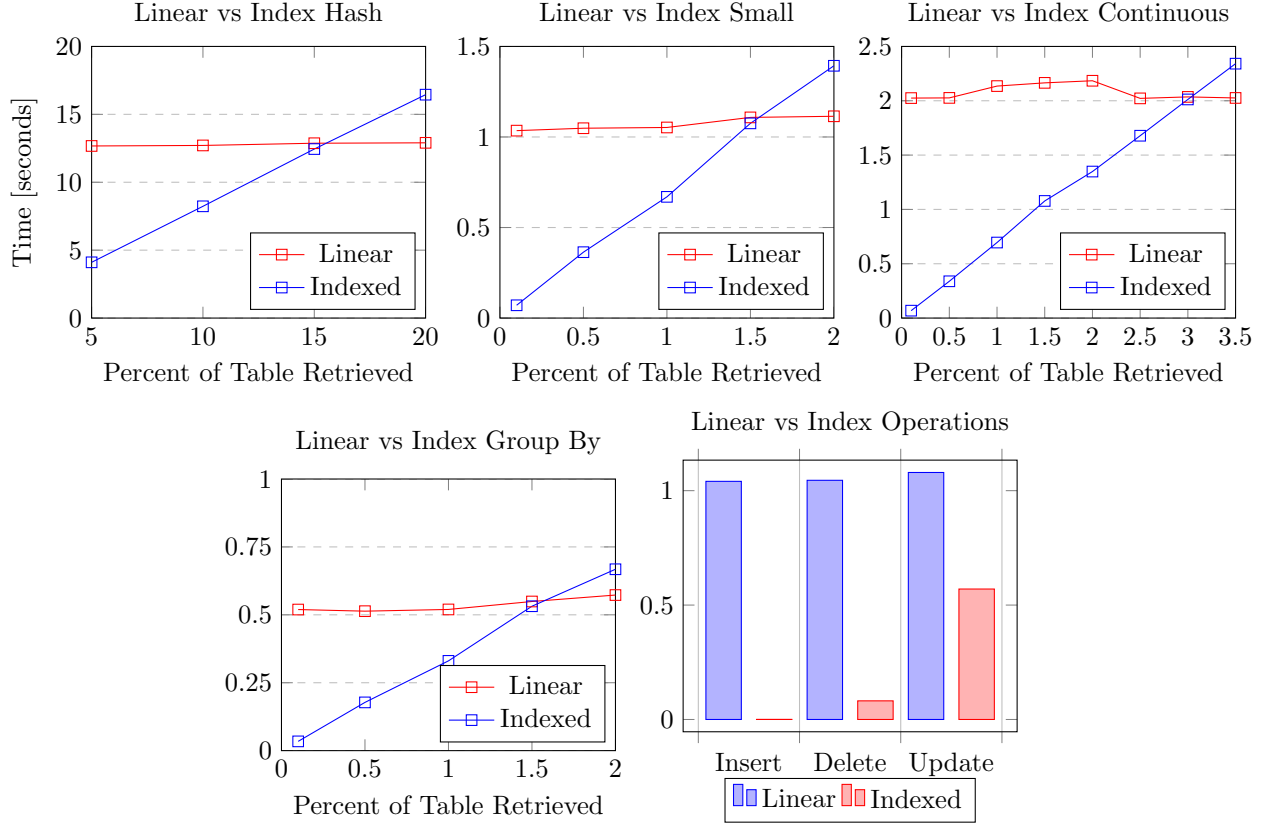 Linear vs Index Hash
Time [seconds]
20
15
10
5
0
5 10 15 20
Percent of Table Retrieved
Linear
Indexed
Linear vs Index Small
1.5
1
0.5
0
0 0.5 1 1.5 2
Percent of Table Retrieved
Linear
Indexed
Linear vs Index Continuous
2.5
2
1.5
1
0.5
0
0 0.5 1 1.5 2 2.5 3 3.5
Percent of Table Retrieved
Linear
Indexed
Linear vs Index Group By
1
0.75
0.5
0.25
0
0 0.5 1 1.5 2
Percent of Table Retrieved
Linear
Indexed
Linear vs Index Operations
1
0.5
0
Insert Delete Update
Linear Indexed